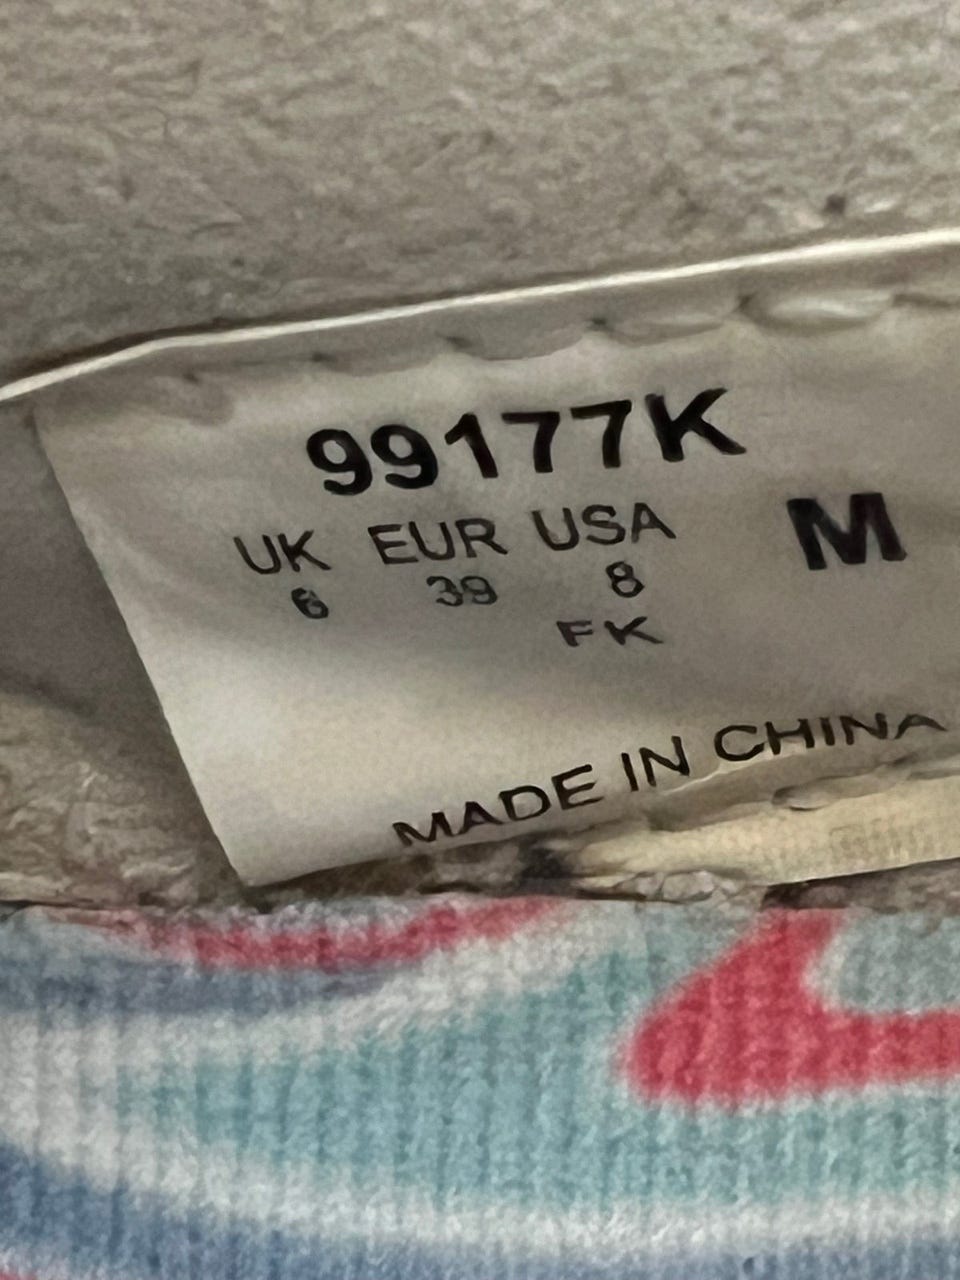 99177K
UK EUR USA M
6 39 8
FK
MADE IN CHINA